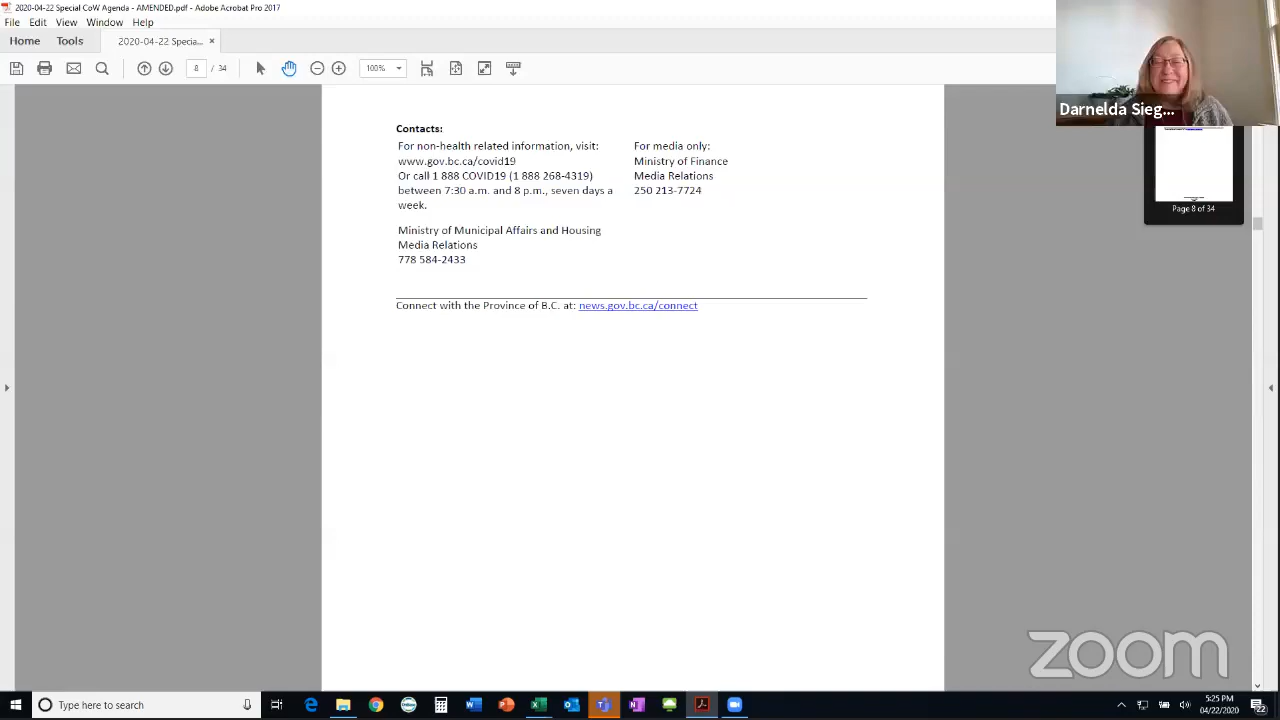 2020-04-22 Special CoW Agenda - AMENDED.pdf - Adobe Acrobat Pro 2017
File Edit View Window Help
Home Tools 2020-04-22 Specia... ×
8 / 34 100%
Darnelda Sieg...
Page 8 of 34
Contacts:
For non-health related information, visit:
www.gov.bc.ca/covid19
Or call 1 888 COVID19 (1 888 268-4319)
between 7:30 a.m. and 8 p.m., seven days a
week.
For media only:
Ministry of Finance
Media Relations
250 213-7724
Ministry of Municipal Affairs and Housing
Media Relations
778 584-2433
Connect with the Province of B.C. at: news.gov.bc.ca/connect
zoom
Type here to search
5:25 PM
04/22/2020